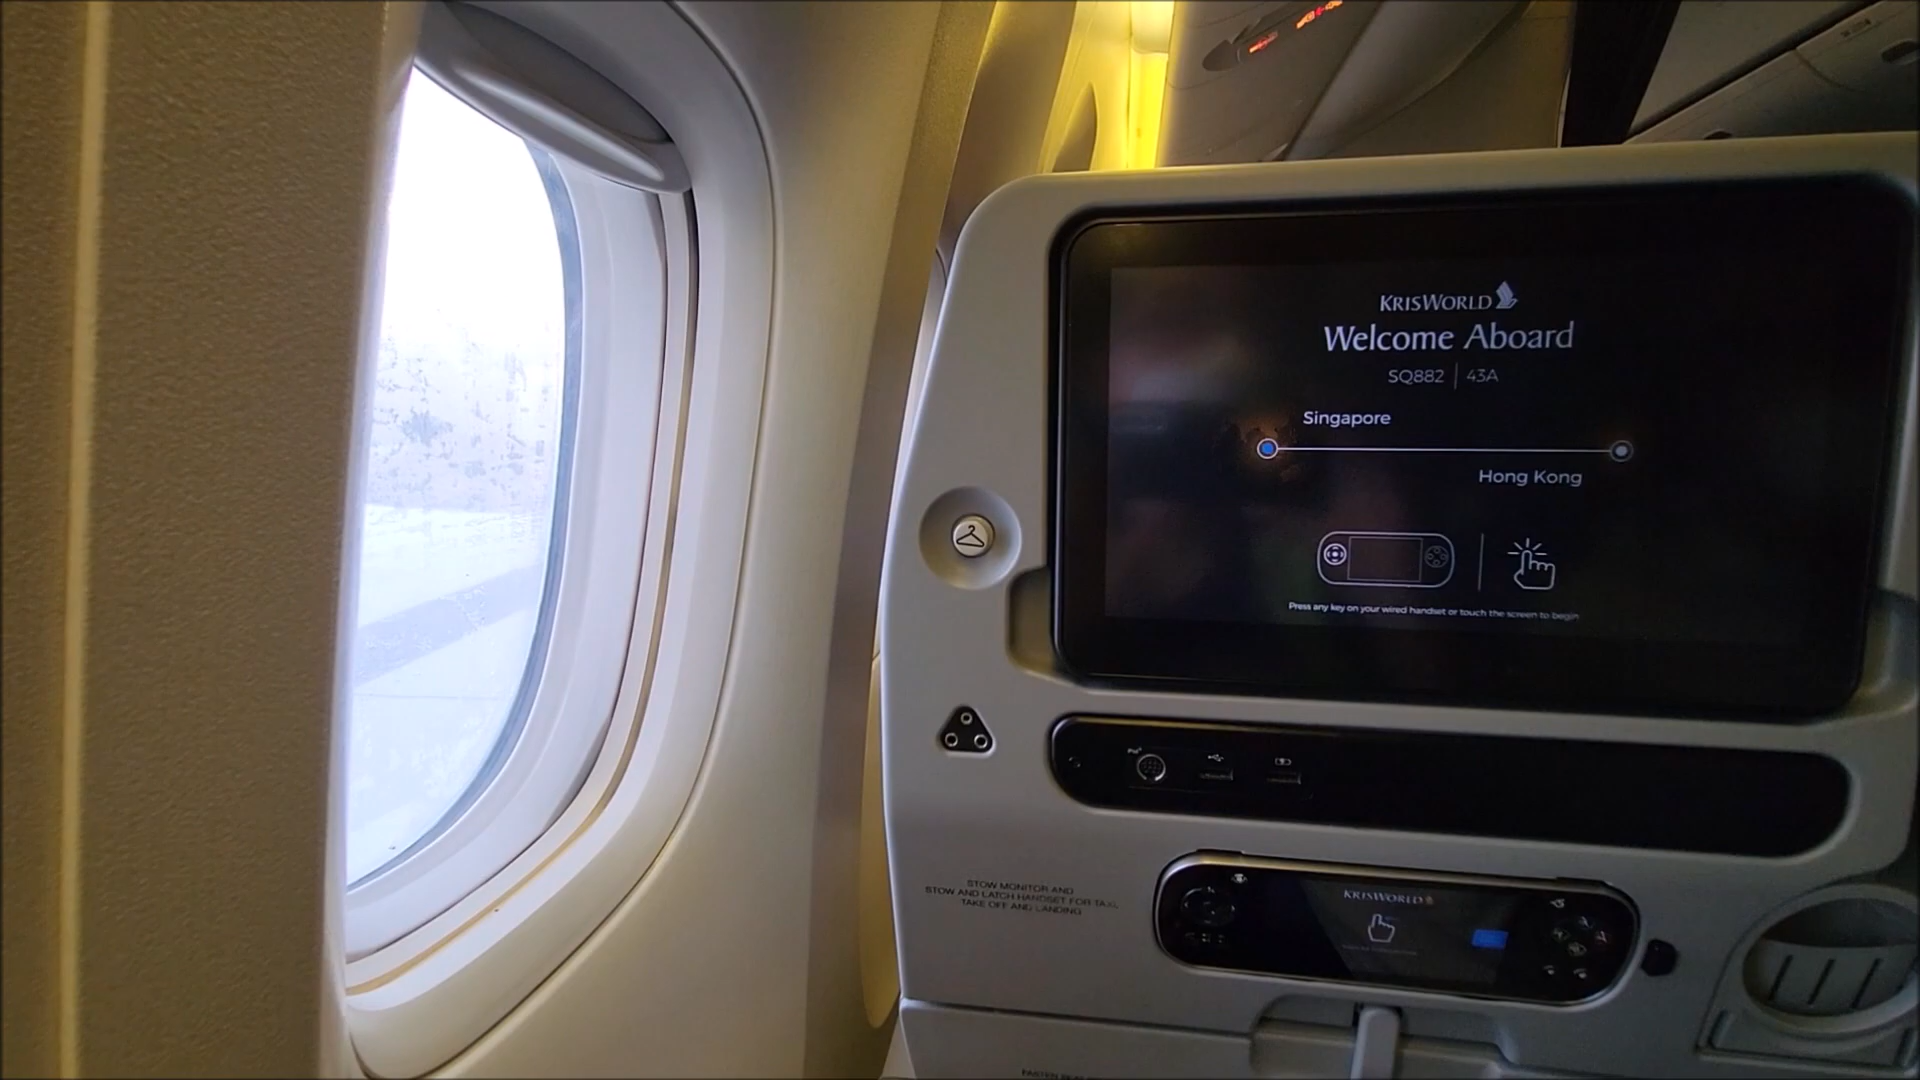 KRISWORLD
Welcome Aboard
SQ882 | 43A
Singapore
Hong Kong
Press any key on your wired handset or touch the screen to begin
STOW MONITOR AND
STOW AND LATCH HANDSET FOR TAXI,
TAKE OFF AND LANDING
KRISWORLD